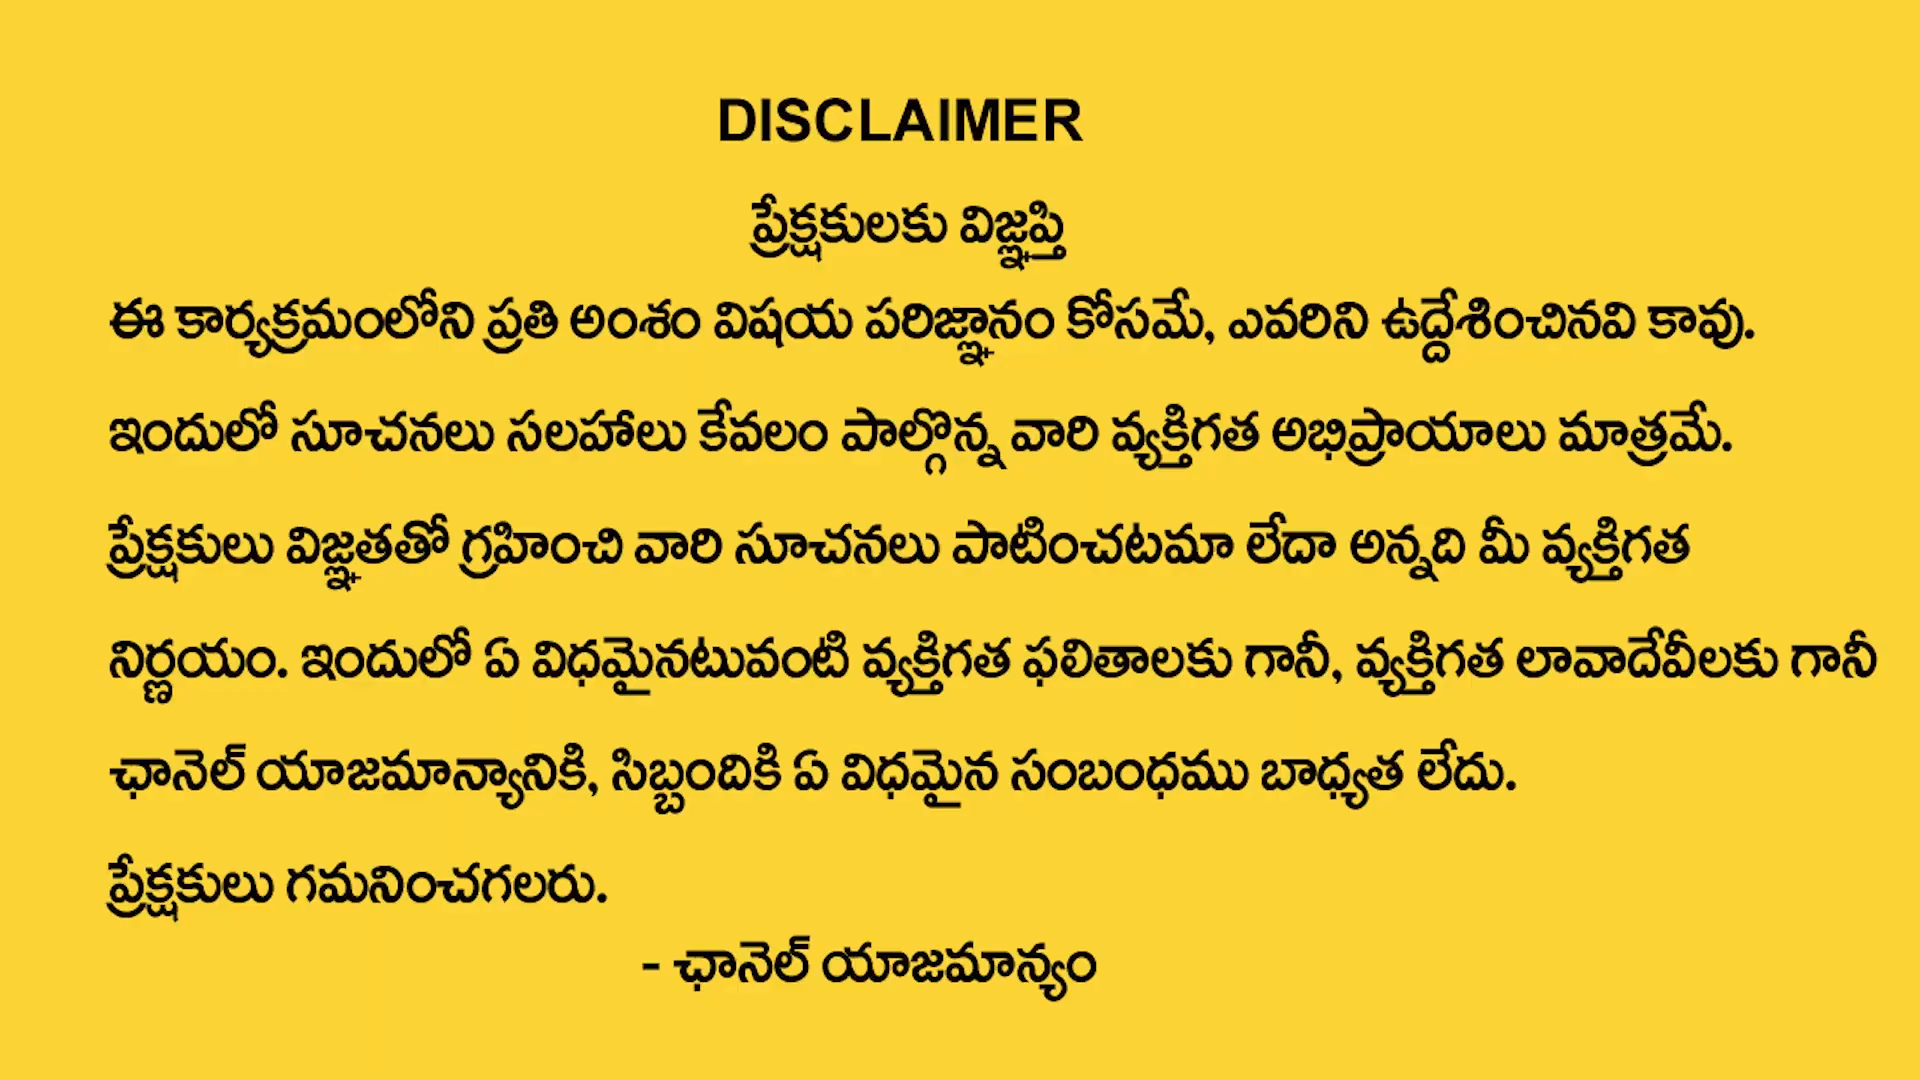 DISCLAIMER
ప్రేక్షకులకు విజ్ఞప్తి
ఈ కార్యక్రమంలోని ప్రతి అంశం విషయ పరిజ్ఞానం కోసమే, ఎవరిని ఉద్దేశించినవి కావు.
ఇందులో సూచనలు సలహాలు కేవలం పాల్గొన్న వారి వ్యక్తిగత అభిప్రాయాలు మాత్రమే.
ప్రేక్షకులు విజ్ఞతతో గ్రహించి వారి సూచనలు పాటించటమా లేదా అన్నది మీ వ్యక్తిగత
నిర్ణయం. ఇందులో ఏ విధమైనటువంటి వ్యక్తిగత ఫలితాలకు గానీ, వ్యక్తిగత లావాదేవీలకు గానీ
ఛానెల్ యాజమాన్యానికి, సిబ్బందికి ఏ విధమైన సంబంధము బాధ్యత లేదు.
ప్రేక్షకులు గమనించగలరు.
- ఛానెల్ యాజమాన్యం